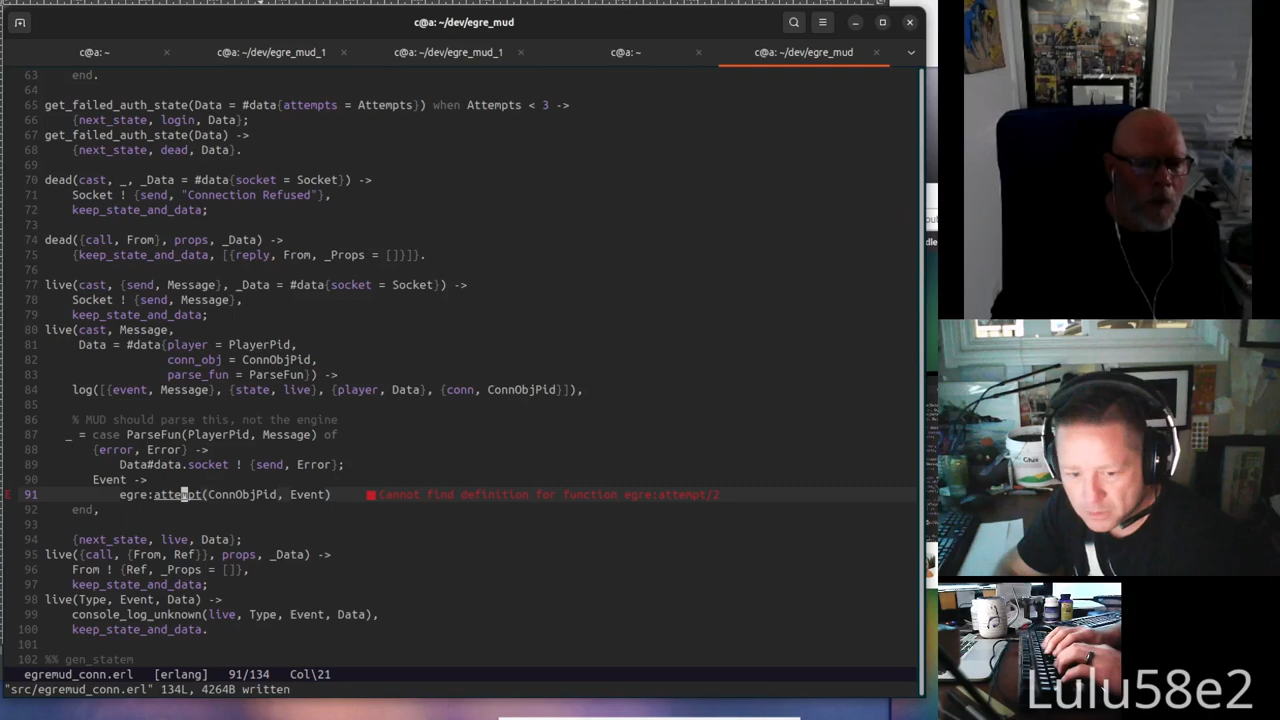 c@a: ~/dev/egre_mud
c@a: ~
c@a: ~/dev/egre_mud_1
c@a: ~/dev/egre_mud_1
c@a: ~
c@a: ~/dev/egre_mud
63     end.
64
65 get_failed_auth_state(Data = #data{attempts = Attempts}) when Attempts < 3 ->
66     {next_state, login, Data};
67 get_failed_auth_state(Data) ->
68     {next_state, dead, Data}.
69
70 dead(cast, _, _Data = #data{socket = Socket}) ->
71     Socket ! {send, "Connection Refused"},
72     keep_state_and_data;
73
74 dead({call, From}, props, _Data) ->
75     {keep_state_and_data, [{reply, From, _Props = []}]}.
76
77 live(cast, {send, Message}, _Data = #data{socket = Socket}) ->
78     Socket ! {send, Message},
79     keep_state_and_data;
80 live(cast, Message,
81      Data = #data{player = PlayerPid,
82                   conn_obj = ConnObjPid,
83                   parse_fun = ParseFun}) ->
84     log([{event, Message}, {state, live}, {player, Data}, {conn, ConnObjPid}]),
85
86     % MUD should parse this, not the engine
87     _ = case ParseFun(PlayerPid, Message) of
88         {error, Error} ->
89             Data#data.socket ! {send, Error};
90         Event ->
E 91             egre:attempt(ConnObjPid, Event)     ■Cannot find definition for function egre:attempt/2
92     end,
93
94     {next_state, live, Data};
95 live({call, {From, Ref}}, props, _Data) ->
96     From ! {Ref, _Props = []},
97     keep_state_and_data;
98 live(Type, Event, Data) ->
99     console_log_unknown(live, Type, Event, Data),
100     keep_state_and_data.
101
102 %% gen_statem
egremud_conn.erl   [erlang]   91/134   Col<21
"src/egremud_conn.erl" 134L, 4264B written
Lulu58e2